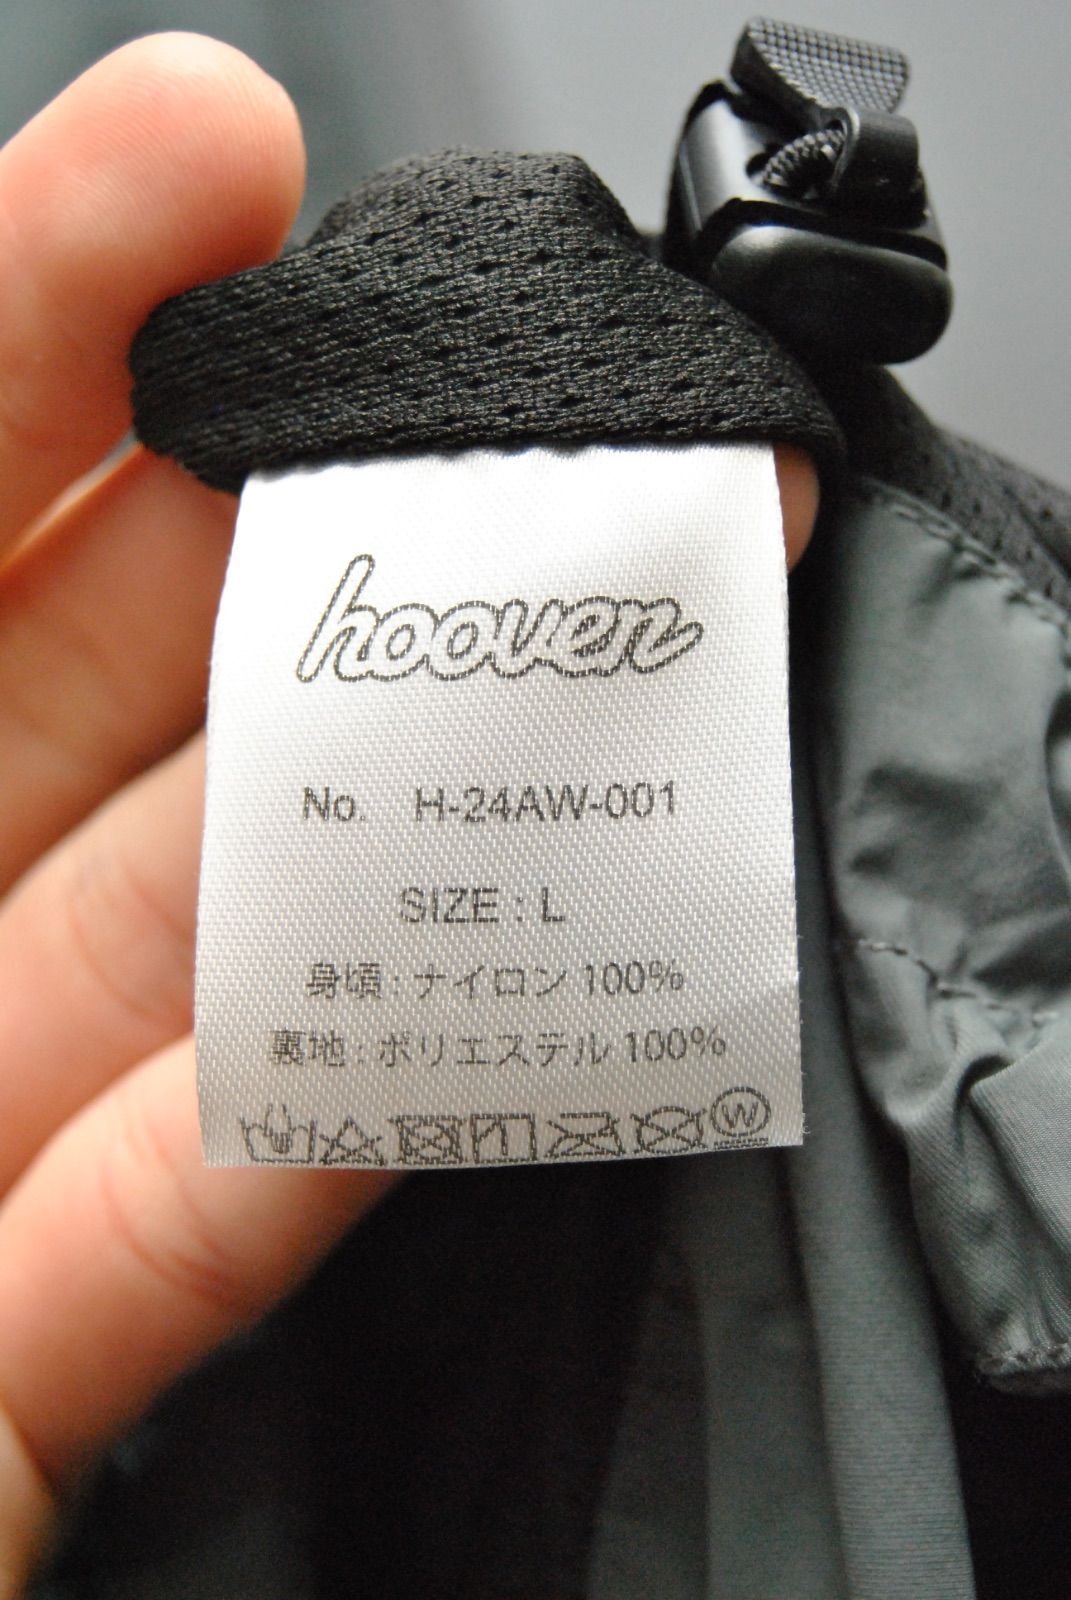 hooven
No. H-24AW-001
SIZE : L
身頃 : ナイロン 100%
裏地 : ポリエステル 100%
W